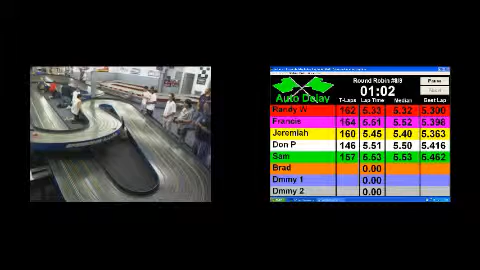 Round Robin #8/8
Auto Delay
01:02
T-Laps Lap Time Median Best Lap
Randy W 162 5.33 5.32 5.300
Francis 164 5.51 5.52 5.398
Jeremiah 160 5.45 5.40 5.363
Don P 146 5.51 5.50 5.416
Sam 157 5.53 5.53 5.462
Brad 0.00
Dmmy 1 0.00
Dmmy 2 0.00